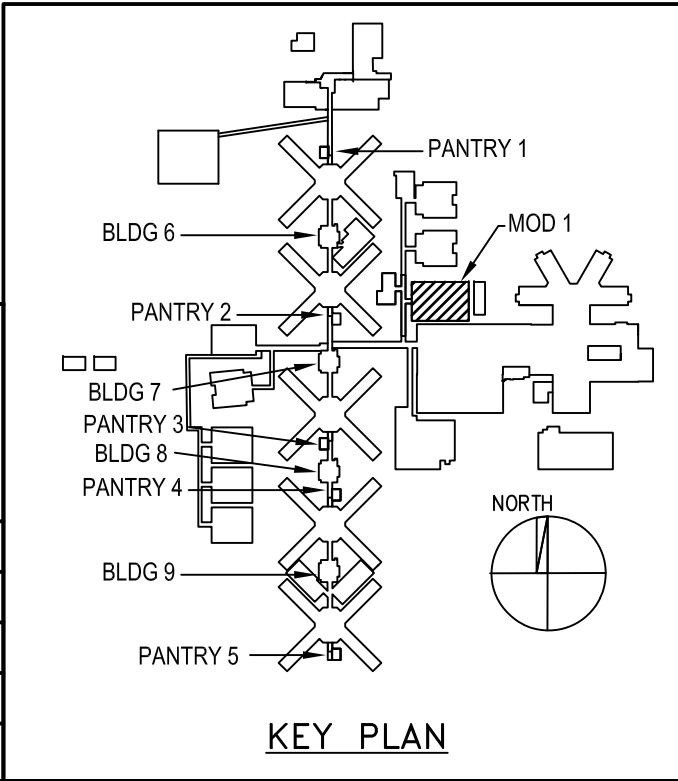 PANTRY 1
BLDG 6
MOD 1
PANTRY 2
BLDG 7
PANTRY 3
BLDG 8
PANTRY 4
NORTH
BLDG 9
PANTRY 5
KEY PLAN